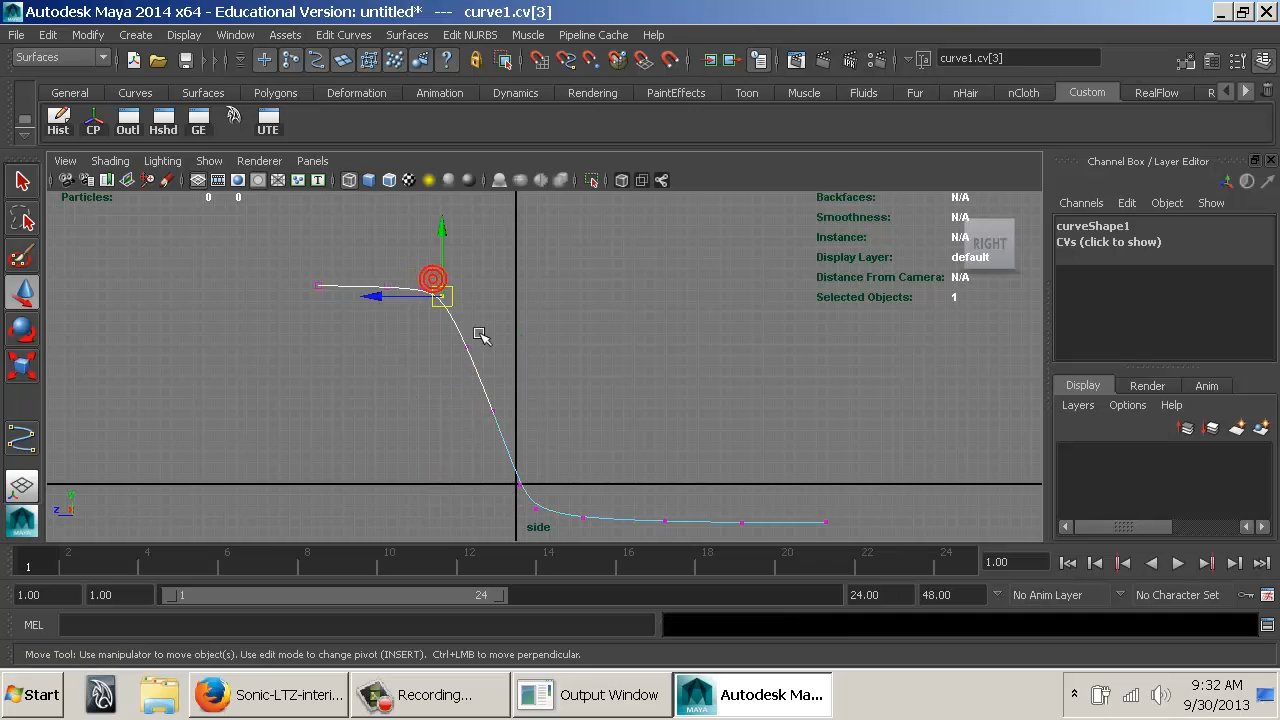 Autodesk Maya 2014 x64 - Educational Version: untitled* --- curve1.cv[3]
File Edit Modify Create Display Window Assets Edit Curves Surfaces Edit NURBS Muscle Pipeline Cache Help
Surfaces curve1.cv[3]
General Curves Surfaces Polygons Deformation Animation Dynamics Rendering PaintEffects Toon Muscle Fluids Fur nHair nCloth Custom RealFlow R
Hist CP Outl Hshd GE UTE
View Shading Lighting Show Renderer Panels
Channel Box / Layer Editor
Particles: 0 0
Backfaces: N/A
Smoothness: N/A
Instance: N/A
Display Layer: default
Distance From Camera: N/A
Selected Objects: 1
RIGHT
Channels Edit Object Show
curveShape1
CVs (click to show)
Display Render Anim
Layers Options Help
y
z
side
2 4 6 8 10 12 14 16 18 20 22 24
1
1.00
1.00 1.00 1 24 24.00 48.00 No Anim Layer No Character Set
MEL
Move Tool: Use manipulator to move object(s). Use edit mode to change pivot (INSERT). Ctrl+LMB to move perpendicular.
Start Sonic-LTZ-interi... Recording... Output Window Autodesk Ma...
9:32 AM
9/30/2013